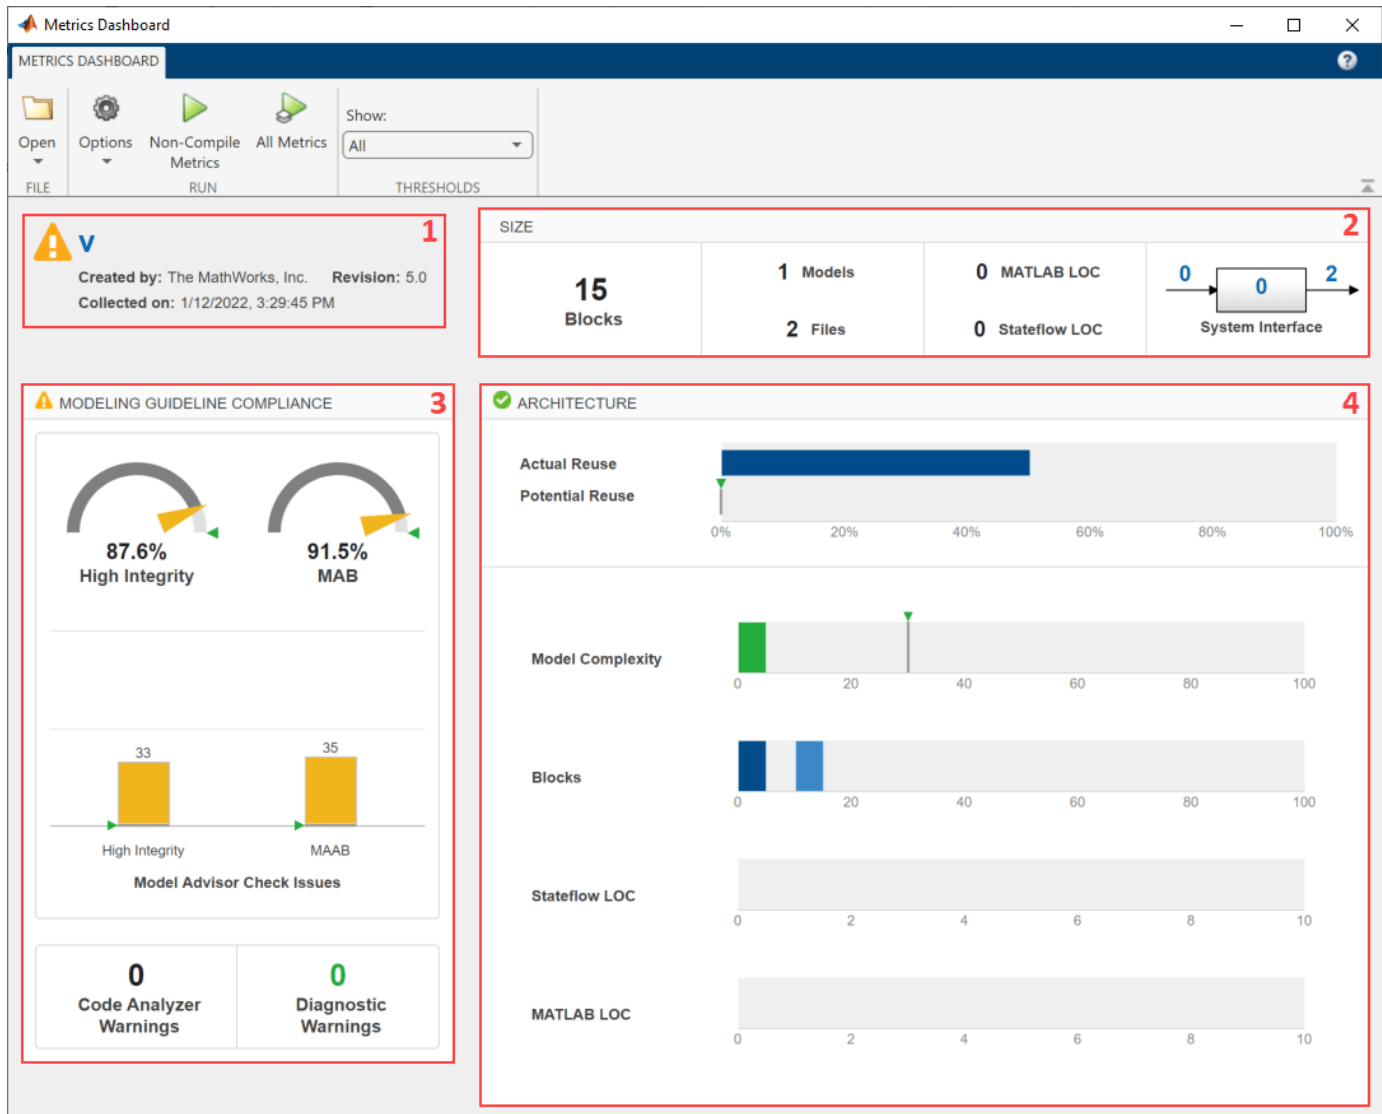 Metrics Dashboard
METRICS DASHBOARD
Open
Options
Non-Compile
Metrics
All Metrics
Show:
All
FILE
RUN
THRESHOLDS
1
V
Created by: The MathWorks, Inc. Revision: 5.0
Collected on: 1/12/2022, 3:29:45 PM
SIZE
2
15
Blocks
1 Models
2 Files
0 MATLAB LOC
0 Stateflow LOC
0 0 2
System Interface
MODELING GUIDELINE COMPLIANCE
3
87.6%
High Integrity
91.5%
MAB
33
35
High Integrity
MAAB
Model Advisor Check Issues
0
Code Analyzer
Warnings
0
Diagnostic
Warnings
ARCHITECTURE
4
Actual Reuse
Potential Reuse
0% 20% 40% 60% 80% 100%
Model Complexity
0 20 40 60 80 100
Blocks
0 20 40 60 80 100
Stateflow LOC
0 2 4 6 8 10
MATLAB LOC
0 2 4 6 8 10